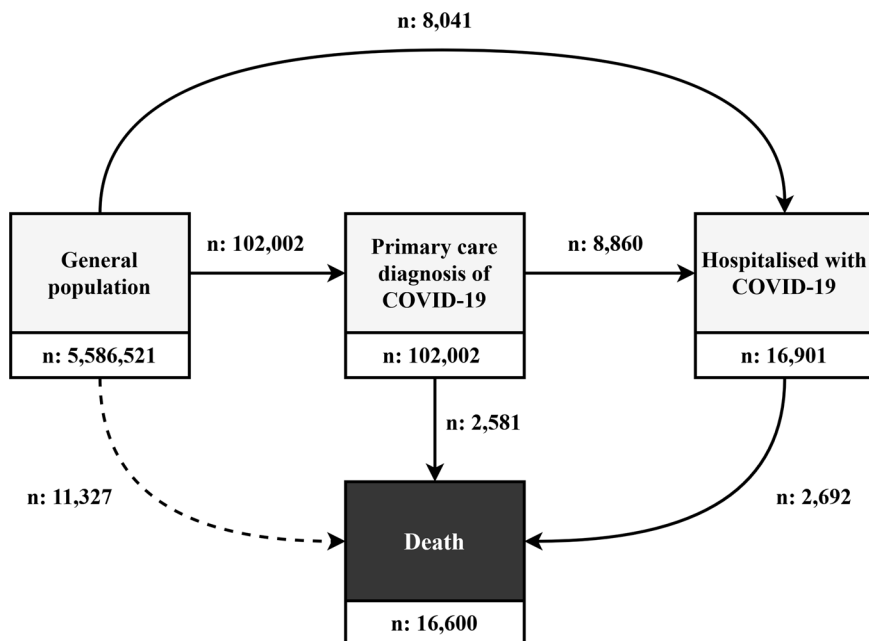 n: 8,041
General
population
n: 5,586,521
n: 102,002
Primary care
diagnosis of
COVID-19
n: 102,002
n: 8,860
Hospitalised with
COVID-19
n: 16,901
n: 11,327
n: 2,581
n: 2,692
Death
n: 16,600